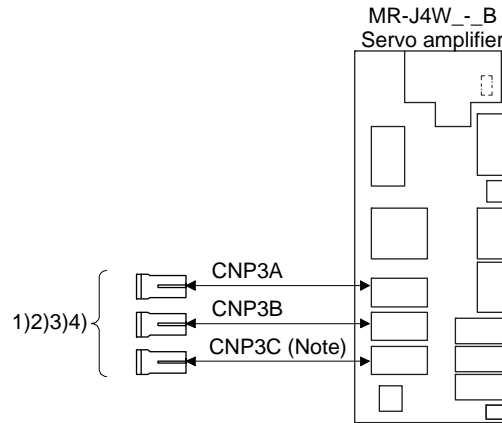 MR-J4W_-_B
Servo amplifier
CNP3A
CNP3B
1)2)3)4)
CNP3C (Note)